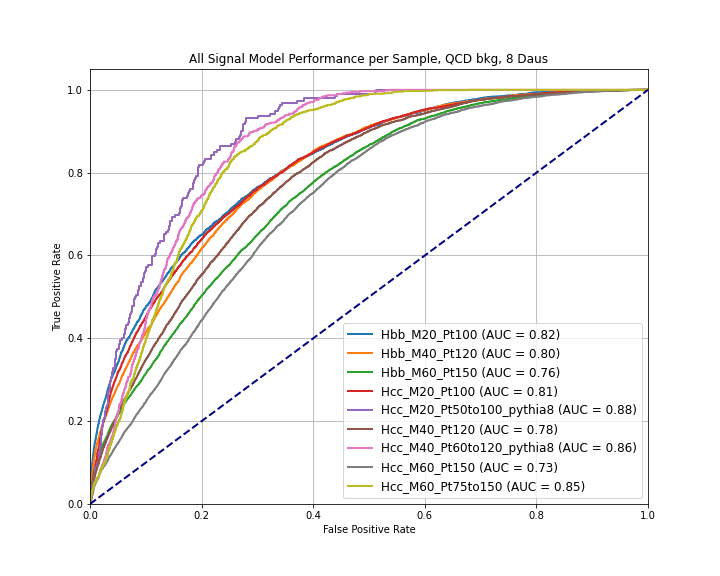 All Signal Model Performance per Sample, QCD bkg, 8 Daus
True Positive Rate
1.0
0.8
0.6
0.4
0.2
0.0
Hbb_M20_Pt100 (AUC = 0.82)
Hbb_M40_Pt120 (AUC = 0.80)
Hbb_M60_Pt150 (AUC = 0.76)
Hcc_M20_Pt100 (AUC = 0.81)
Hcc_M20_Pt50to100_pythia8 (AUC = 0.88)
Hcc_M40_Pt120 (AUC = 0.78)
Hcc_M40_Pt60to120_pythia8 (AUC = 0.86)
Hcc_M60_Pt150 (AUC = 0.73)
Hcc_M60_Pt75to150 (AUC = 0.85)
0.0 0.2 0.4 0.6 0.8 1.0
False Positive Rate